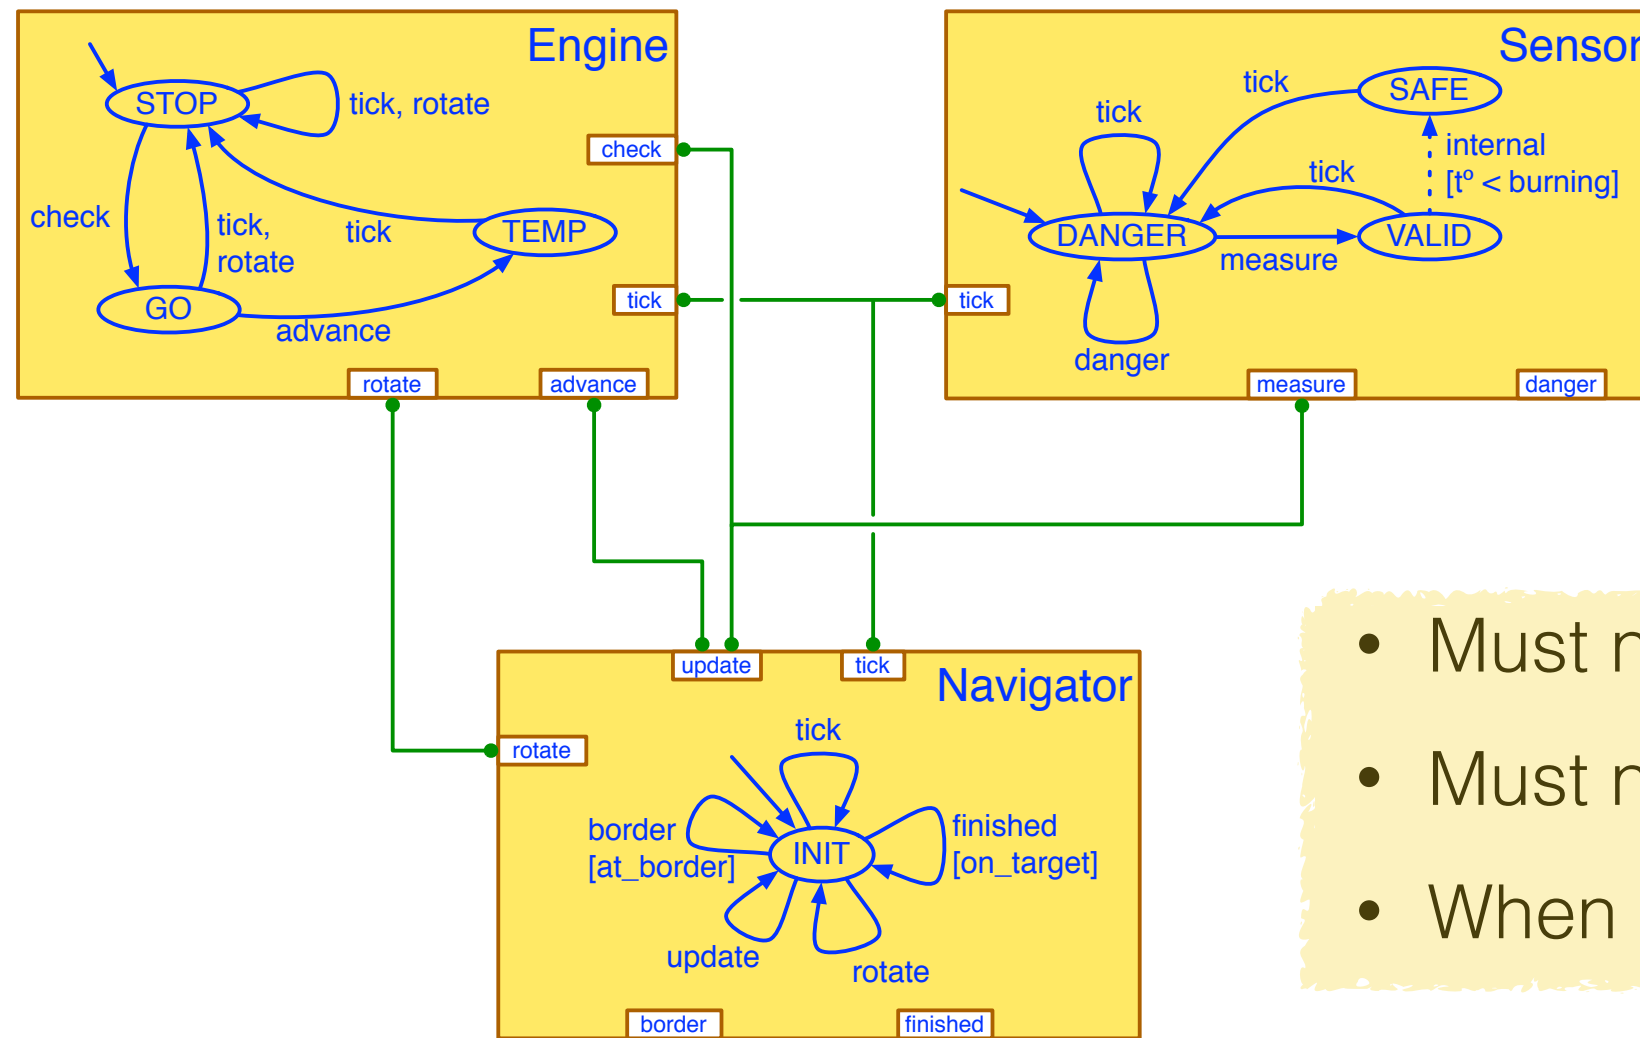 Engine
STOP
tick, rotate
check
check
tick,
rotate
tick
TEMP
GO
advance
tick
rotate
advance
Sensor
tick
SAFE
tick
internal
[tº < burning]
tick
DANGER
VALID
measure
tick
danger
measure
danger
update
tick
Navigator
rotate
tick
border
[at_border]
INIT
finished
[on_target]
update
rotate
border
finished
• Must
• Must
• When